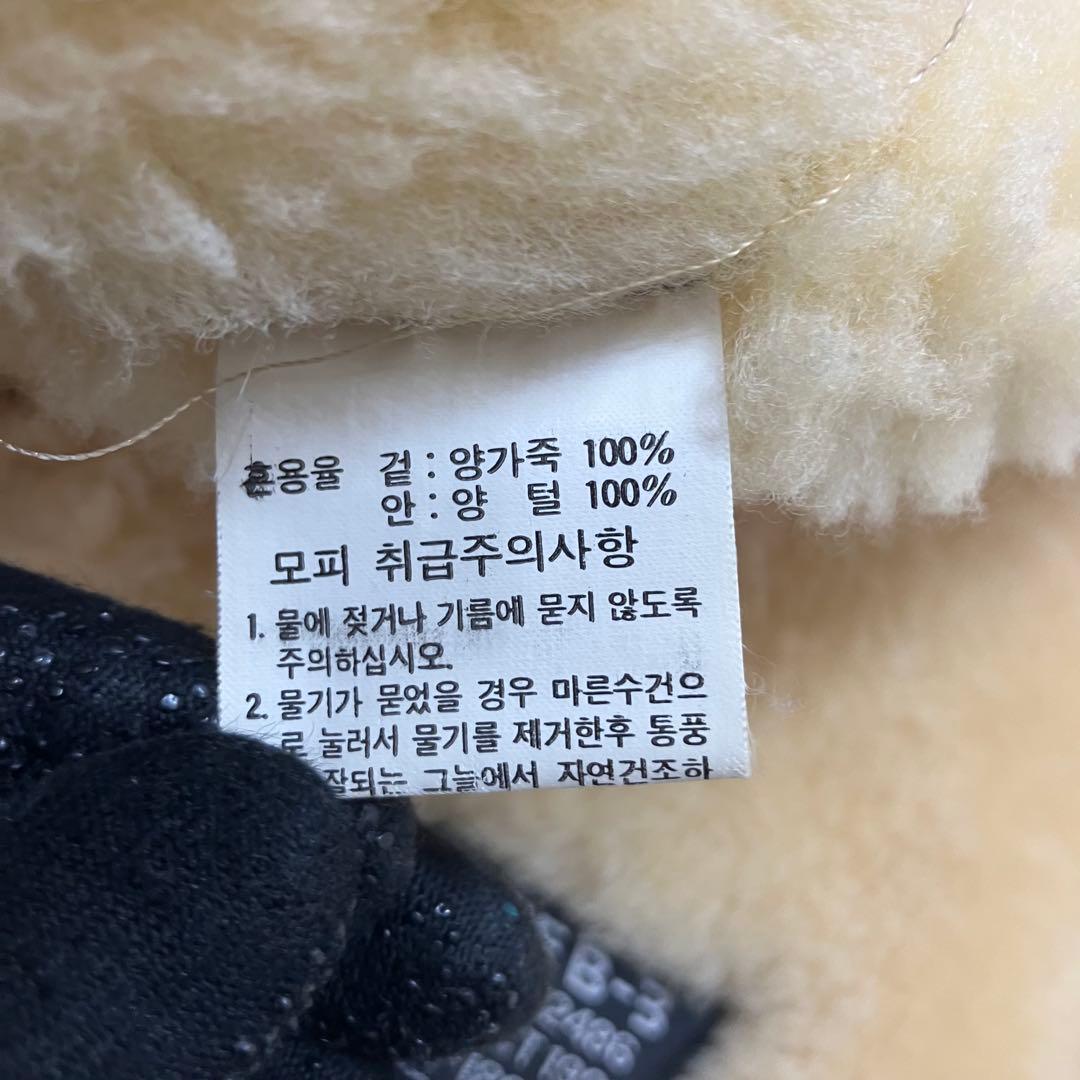 혼용율 겉 : 양가죽 100%
안 : 양 털 100%
모피 취급주의사항
1. 물에 젖거나 기름에 묻지 않도록
주의하십시오.
2. 물기가 묻었을 경우 마른수건으
로 눌러서 물기를 제거한후 통풍
잘되는 그늘에서 자연건조하
B-3
2486